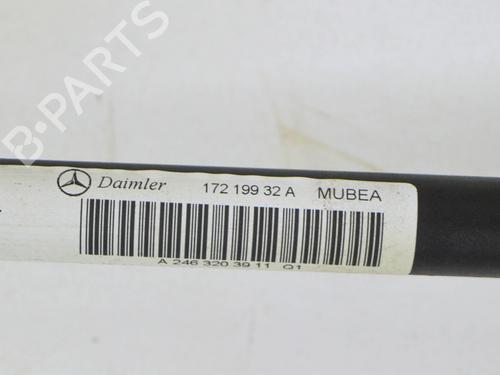 B-PARTS
Daimler 172 199 32 A MUBEA
A 246 320 39 11 Q1